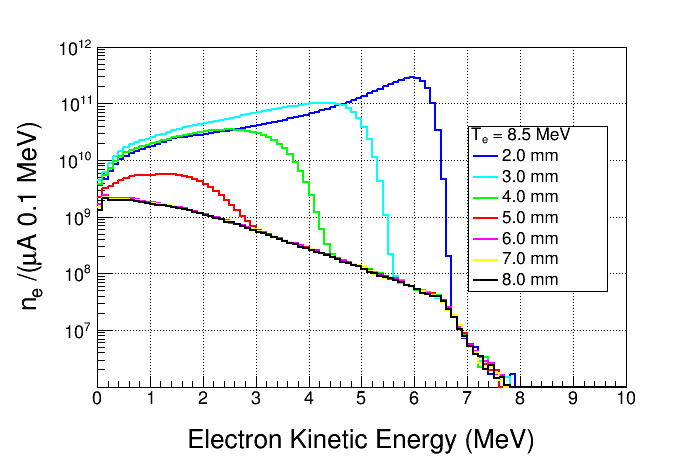 10¹²
10¹¹
10¹⁰
10⁹
10⁸
10⁷
nₑ /(μA 0.1 MeV)
Tₑ = 8.5 MeV
2.0 mm
3.0 mm
4.0 mm
5.0 mm
6.0 mm
7.0 mm
8.0 mm
0 1 2 3 4 5 6 7 8 9 10
Electron Kinetic Energy (MeV)